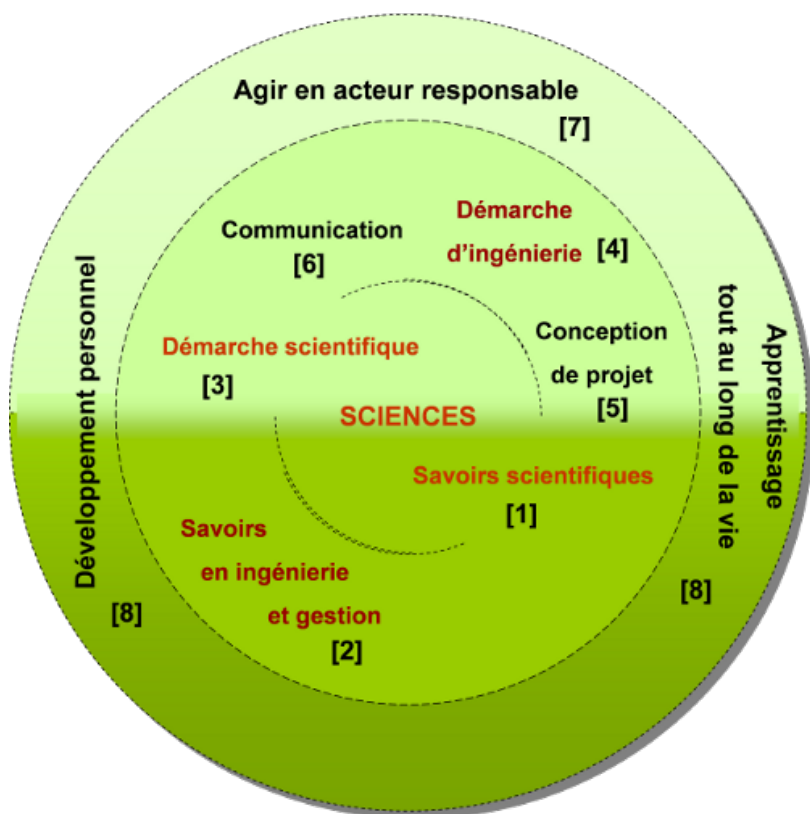 Agir en acteur responsable
[7]
Démarche
d'ingénierie [4]
Communication
[6]
Développement personnel
[8]
Apprentissage
tout au long de la vie
[8]
Démarche scientifique
[3]
Conception
de projet
[5]
SCIENCES
Savoirs scientifiques
[1]
Savoirs
en ingénierie
et gestion
[2]